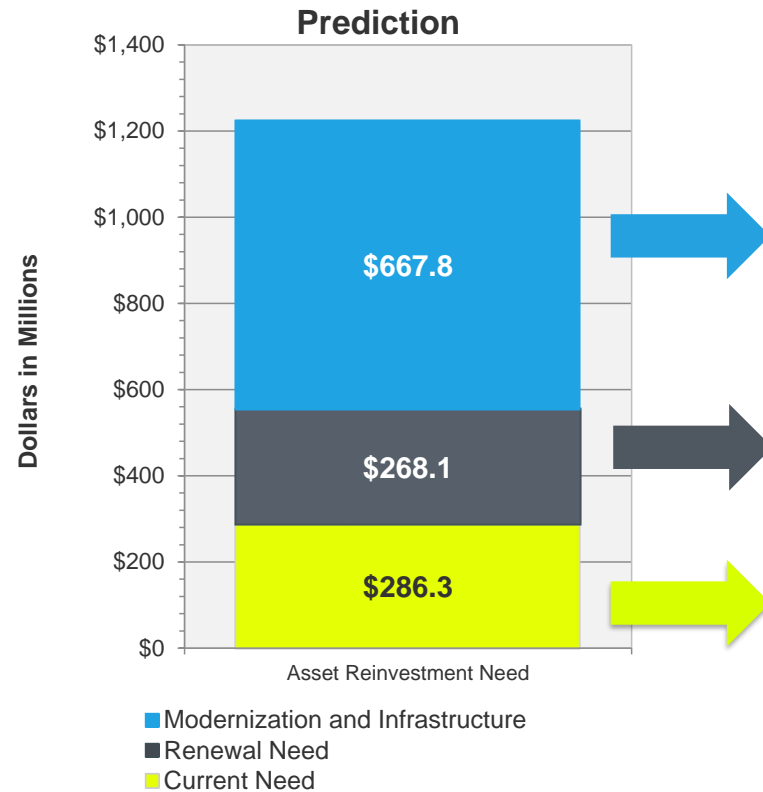 Prediction
$1,400
$1,200
$1,000
$800
$600
$400
$200
$0
Dollars in Millions
$667.8
$268.1
$286.3
Asset Reinvestment Need
Modernization and Infrastructure
Renewal Need
Current Need